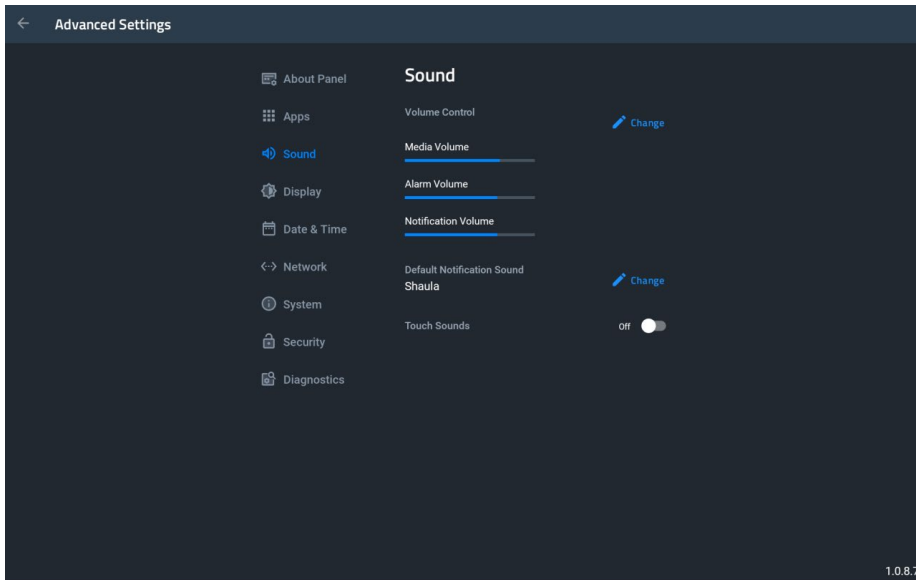 Advanced Settings
About Panel
Apps
Sound
Display
Date & Time
Network
System
Security
Diagnostics
Sound
Volume Control
Change
Media Volume
Alarm Volume
Notification Volume
Default Notification Sound
Shaula
Change
Touch Sounds
Off